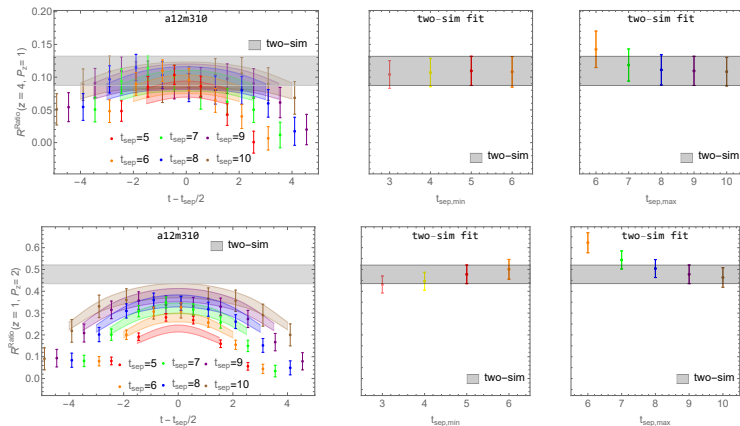 a12m310
two-sim
R^Ratio(z = 4, P_z = 1)
0.20
0.15
0.10
0.05
0.00
t_sep=5 t_sep=7 t_sep=9
t_sep=6 t_sep=8 t_sep=10
−4 −2 0 2 4
t − t_sep/2
two-sim fit
two-sim
3 4 5 6
t_sep,min
two-sim fit
two-sim
6 7 8 9 10
t_sep,max
a12m310
two-sim
R^Ratio(z = 1, P_z = 2)
0.6
0.5
0.4
0.3
0.2
0.1
0.0
t_sep=5 t_sep=7 t_sep=9
t_sep=6 t_sep=8 t_sep=10
−4 −2 0 2 4
t − t_sep/2
two-sim fit
two-sim
3 4 5 6
t_sep,min
two-sim fit
two-sim
6 7 8 9 10
t_sep,max